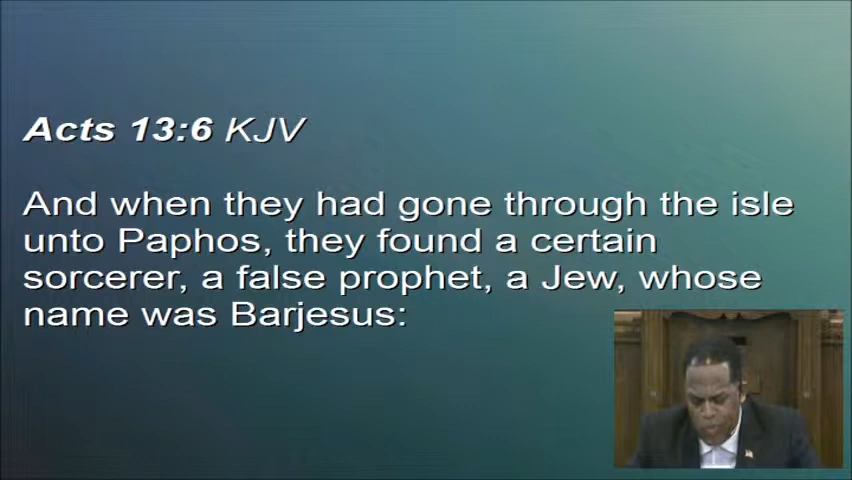 Acts 13:6 KJV
And when they had gone through the isle
unto Paphos, they found a certain
sorcerer, a false prophet, a Jew, whose
name was Barjesus: